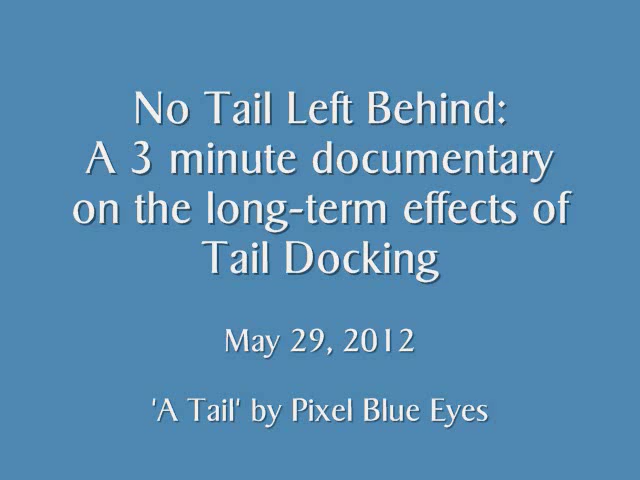 No Tail Left Behind:
A 3 minute documentary
on the long-term effects of
Tail Docking
May 29, 2012
'A Tail' by Pixel Blue Eyes